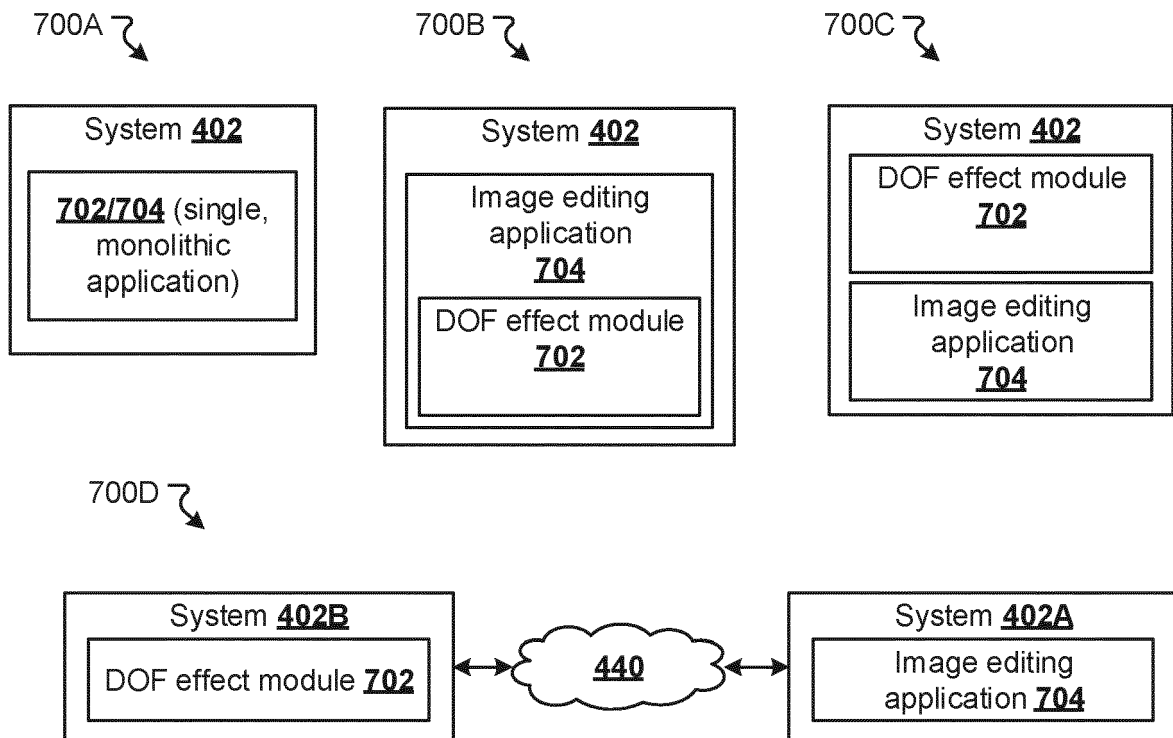 700A
700B
700C
System 402
702/704 (single,
monolithic
application)
System 402
Image editing
application
704
DOF effect module
702
System 402
DOF effect module
702
Image editing
application
704
700D
System 402B
DOF effect module 702
440
System 402A
Image editing
application 704